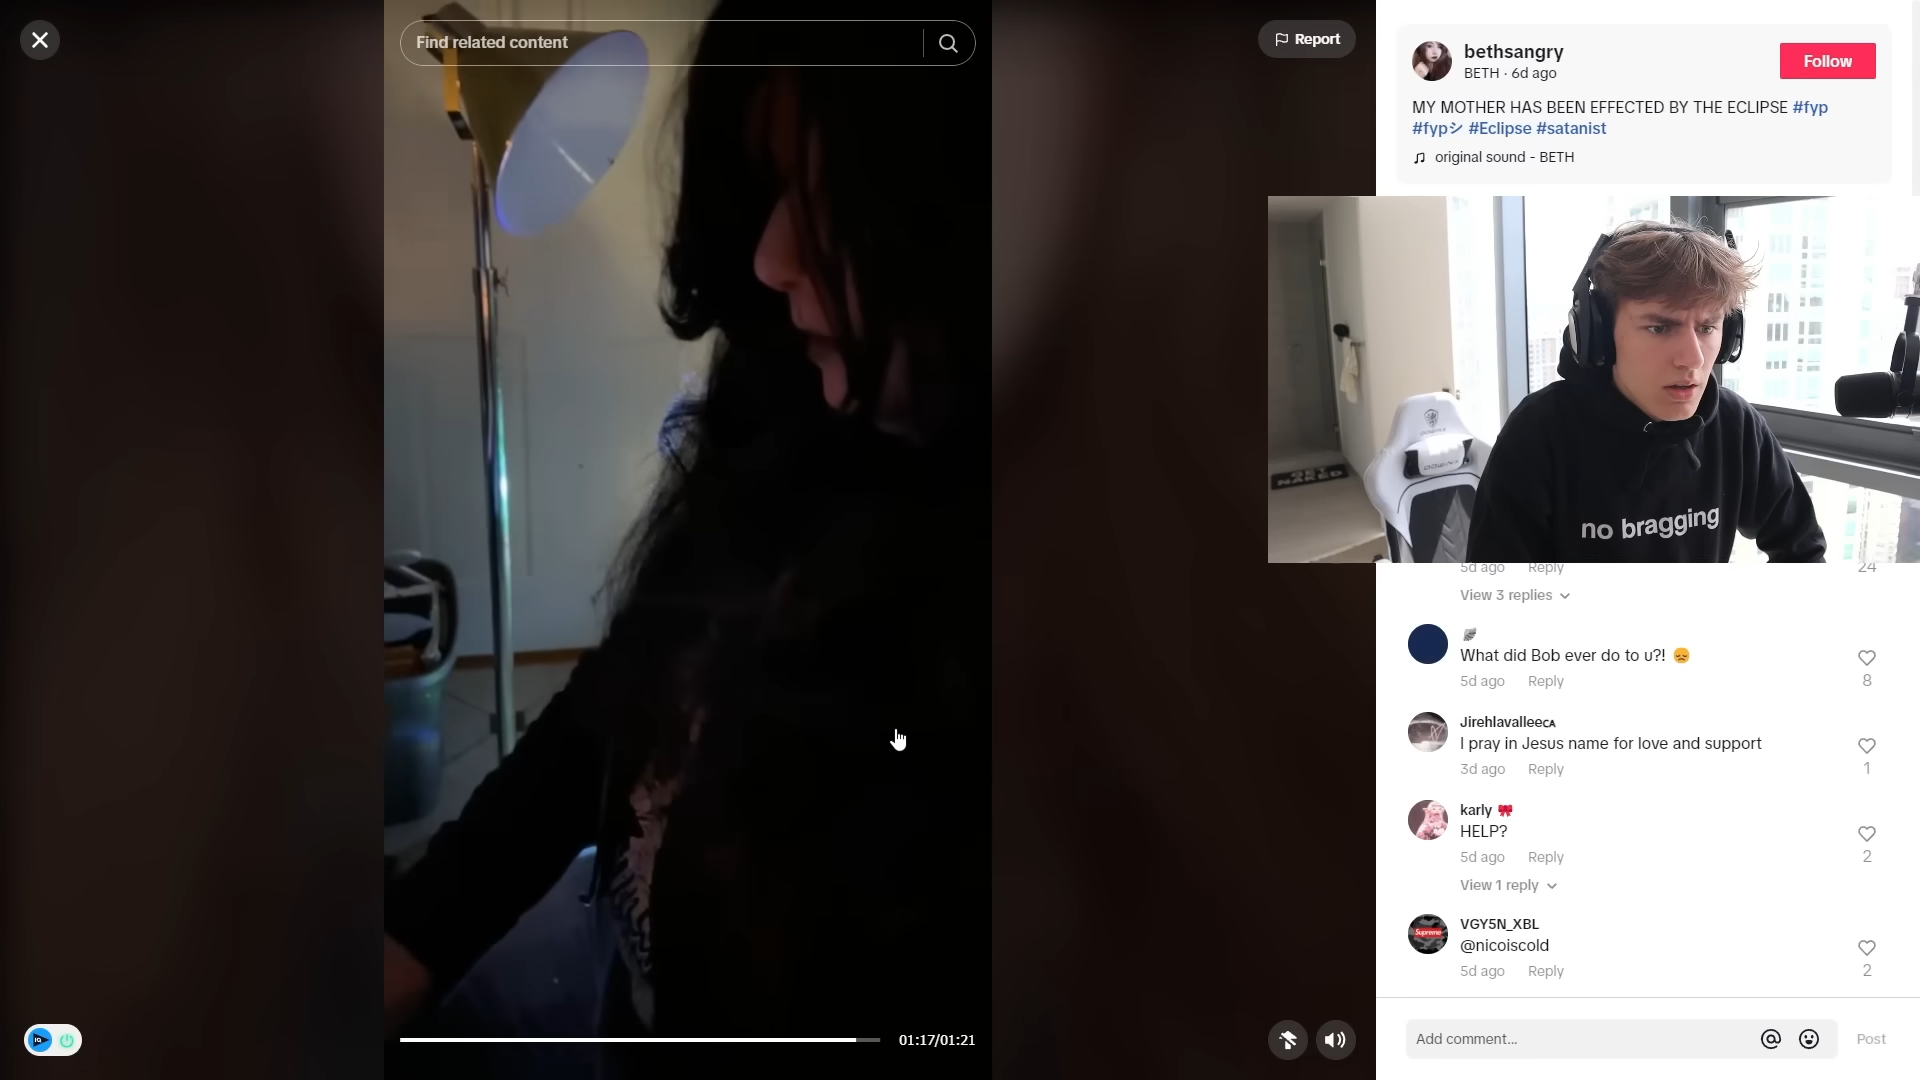 Find related content
Report
bethsangry
BETH · 6d ago
Follow
MY MOTHER HAS BEEN EFFECTED BY THE ECLIPSE #fyp
#fypシ #Eclipse #satanist
original sound - BETH
GET
NAKED
no bragging
5d ago Reply
24
View 3 replies
What did Bob ever do to u?! 😞
5d ago Reply
8
Jirehlavalleeᴄᴀ
I pray in Jesus name for love and support
3d ago Reply
1
karly 🎀
HELP?
5d ago Reply
2
View 1 reply
Supreme
VGY5N_XBL
@nicoiscold
5d ago Reply
2
01:17/01:21
Add comment...
Post